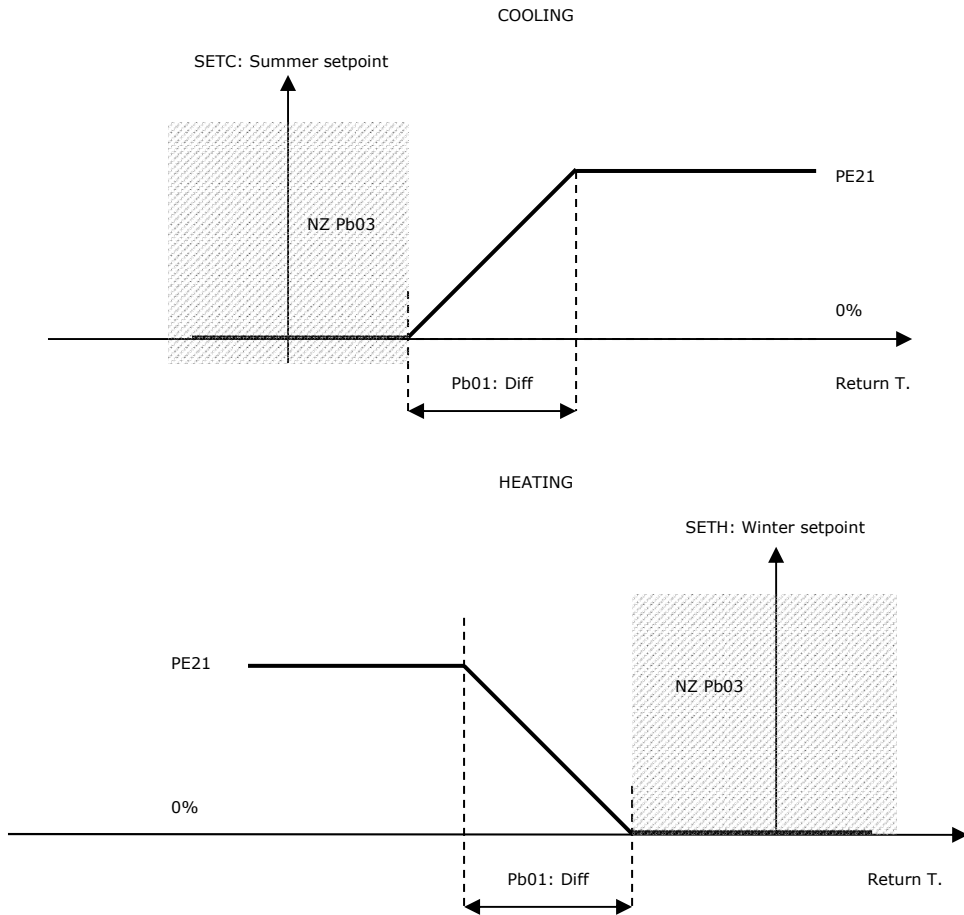 COOLING
SETC: Summer setpoint
PE21
NZ Pb03
0%
Pb01: Diff
Return T.
HEATING
SETH: Winter setpoint
PE21
NZ Pb03
0%
Pb01: Diff
Return T.